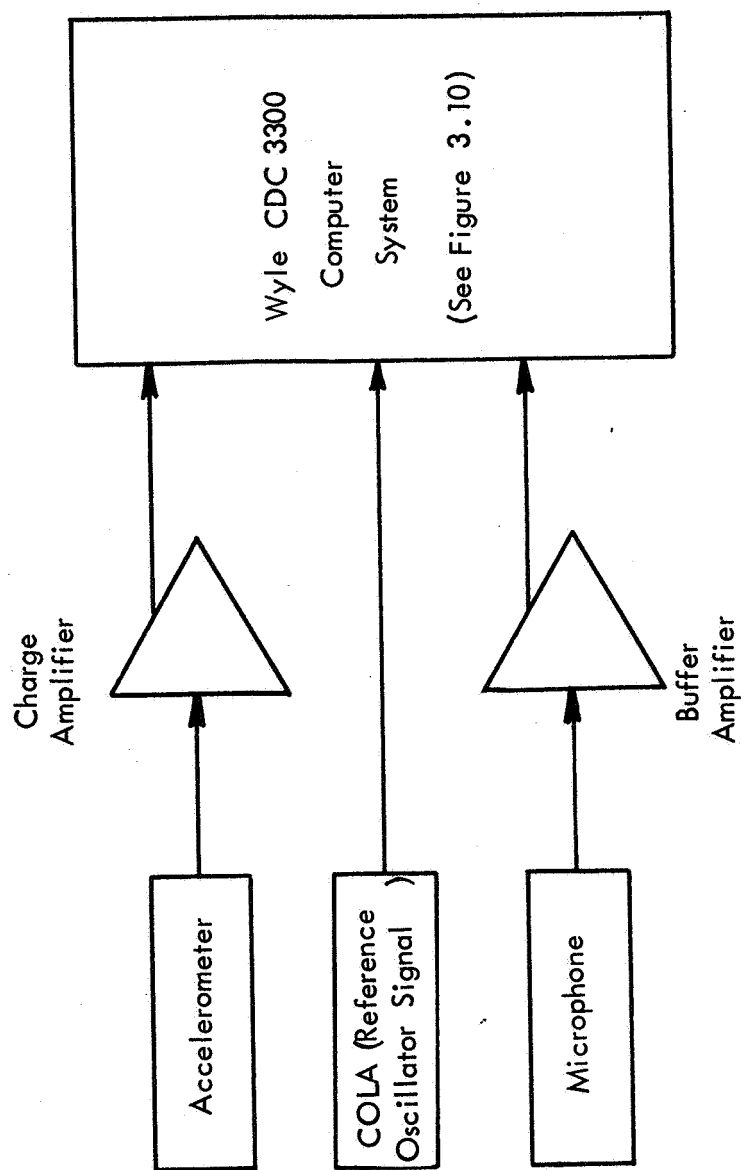 Accelerometer
COLA (Reference
Oscillator Signal )
Microphone
Charge
Amplifier
Buffer
Amplifier
Wyle CDC 3300
Computer
System
(See Figure 3.10)